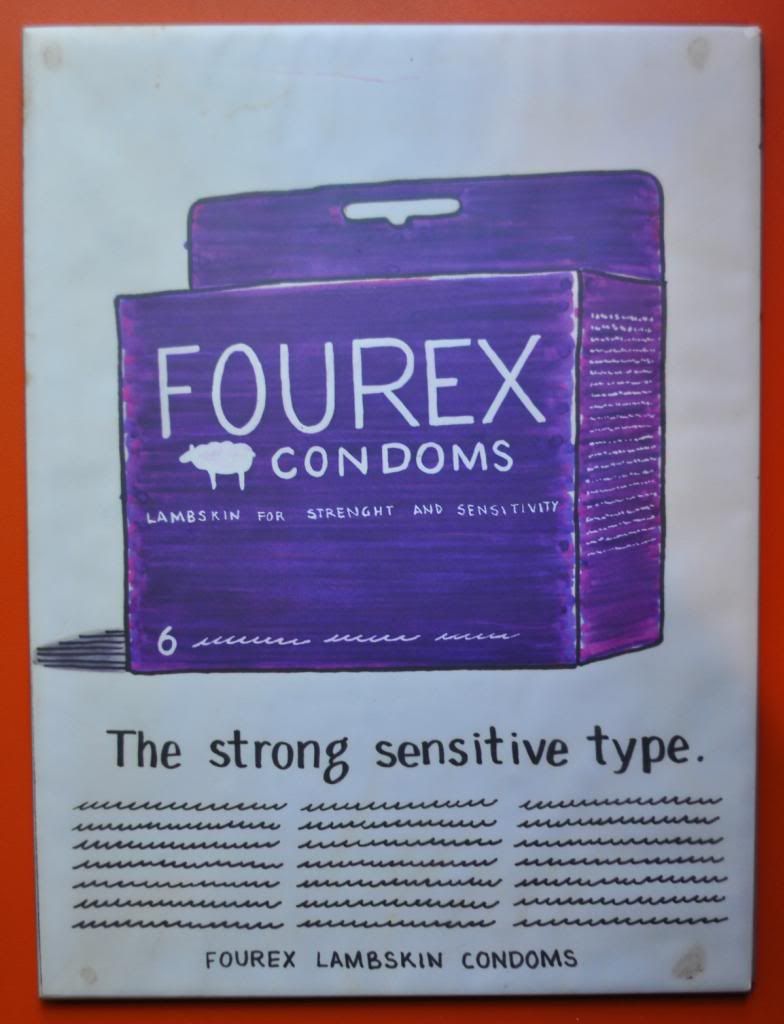 FOUREX
CONDOMS
LAMBSKIN FOR STRENGHT AND SENSITIVITY
6
The strong sensitive type.
FOUREX LAMBSKIN CONDOMS